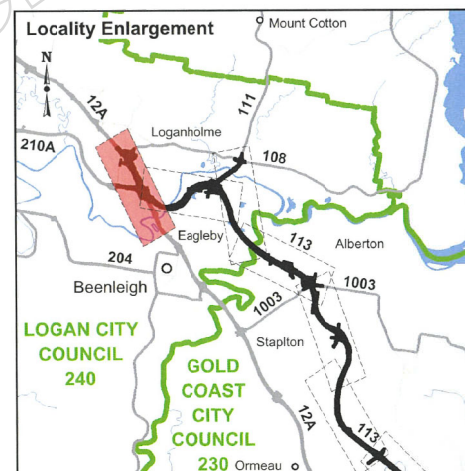 Locality Enlargement
Mount Cotton
N
12A
111
Loganholme
210A
108
Eagleby
113
Alberton
204
1003
Beenleigh
1003
LOGAN CITY
COUNCIL
240
Staplton
GOLD
COAST
CITY
COUNCIL
230
12A
113
Ormeau